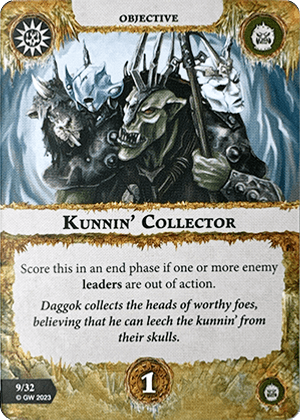 OBJECTIVE
KUNNIN' COLLECTOR
Score this in an end phase if one or more enemy
leaders are out of action.
Daggok collects the heads of worthy foes,
believing that he can leech the kunnin' from
their skulls.
9/32
© GW 2023
1